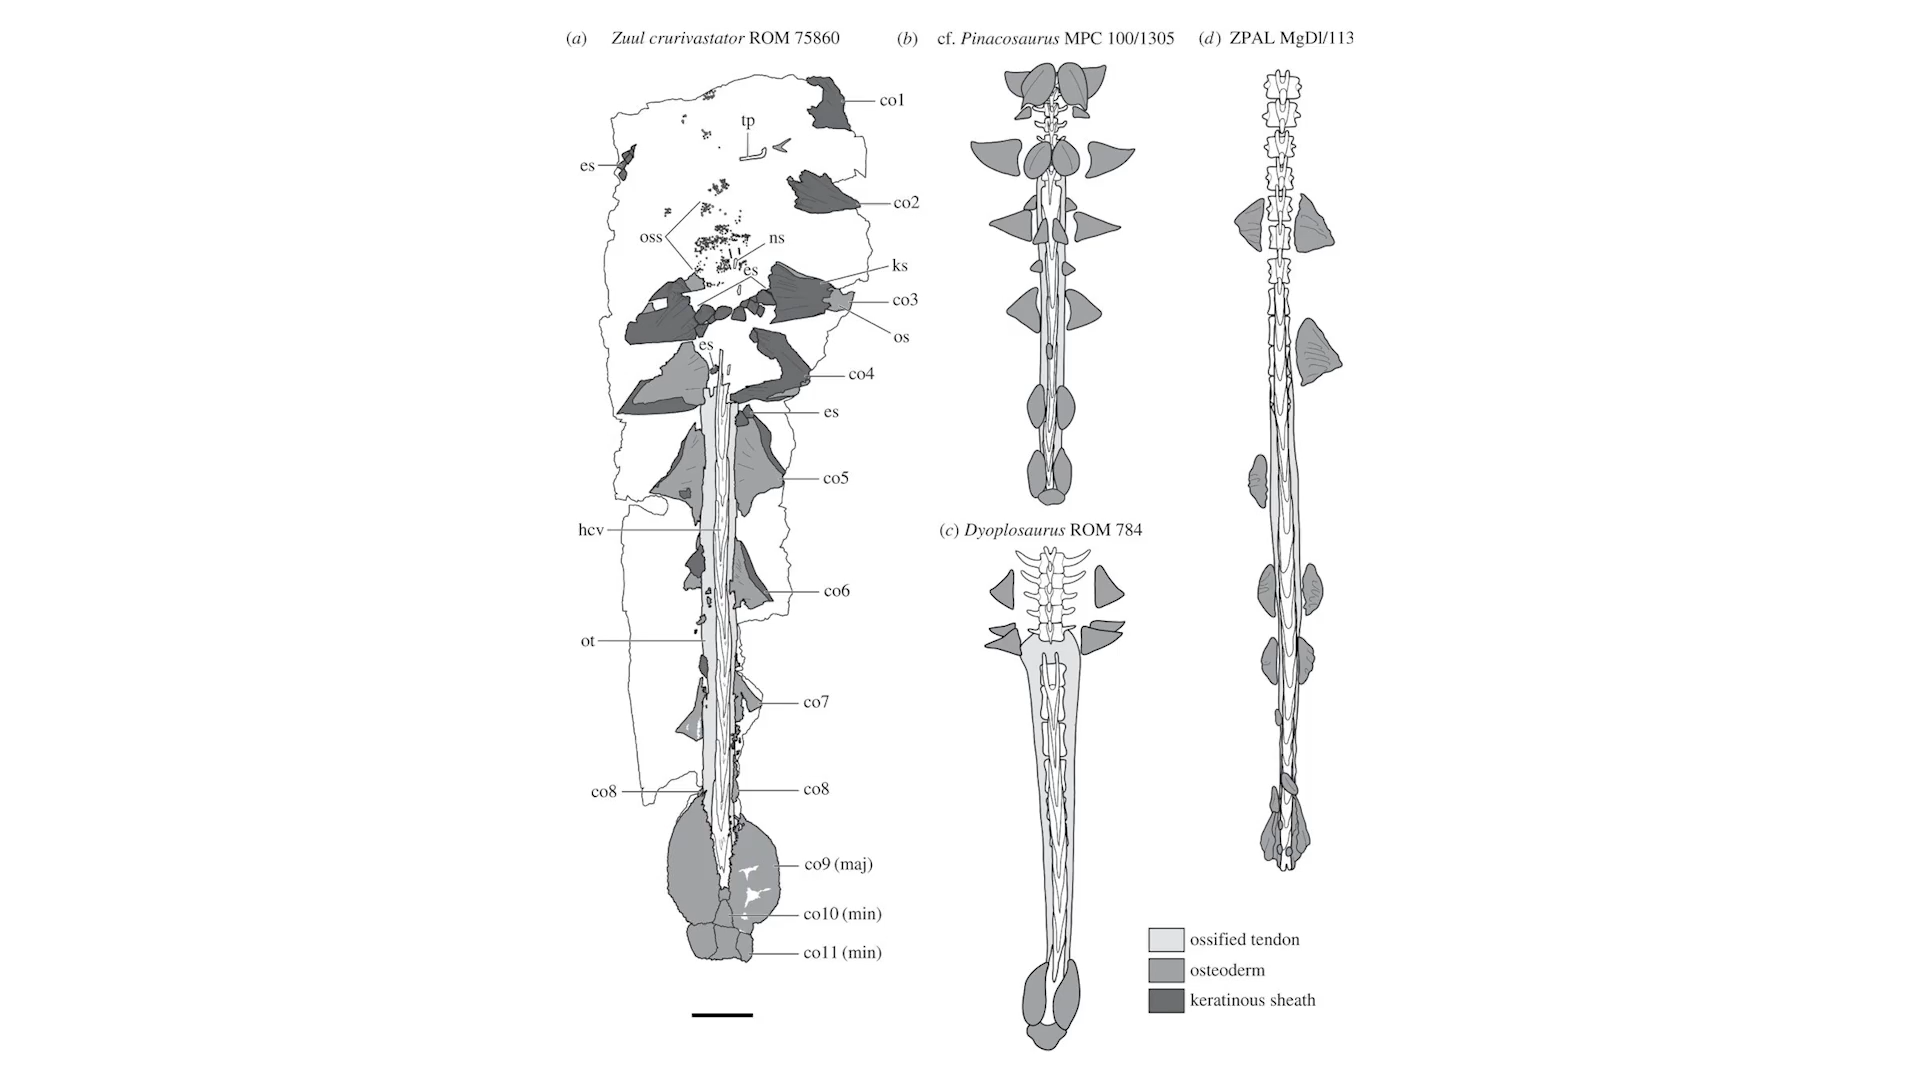 (a) Zuul crurivastator ROM 75860
co1
tp
es
co2
oss
ns
es
ks
co3
os
es
co4
es
co5
hcv
co6
ot
co7
co8
co8
co9 (maj)
co10 (min)
co11 (min)
(b) cf. Pinacosaurus MPC 100/1305
(c) Dyoplosaurus ROM 784
(d) ZPAL MgDl/113
ossified tendon
osteoderm
keratinous sheath